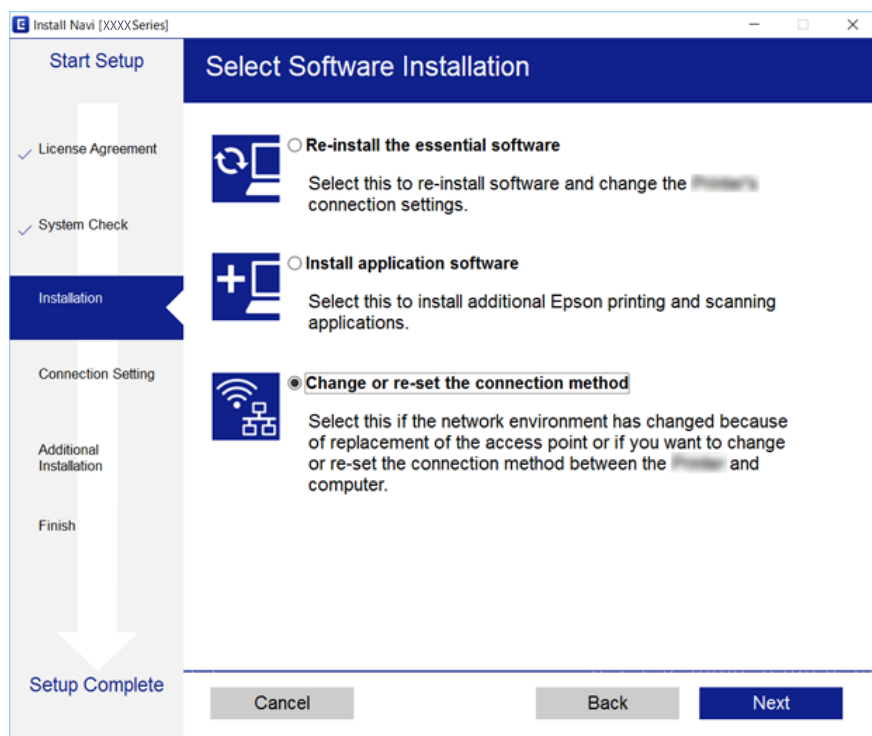 Install Navi [XXXX Series]
Start Setup
License Agreement
System Check
Installation
Connection Setting
Additional
Installation
Finish
Setup Complete
Select Software Installation
Re-install the essential software
Select this to re-install software and change the
connection settings.
Install application software
Select this to install additional Epson printing and scanning
applications.
Change or re-set the connection method
Select this if the network environment has changed because
of replacement of the access point or if you want to change
or re-set the connection method between the and
computer.
Cancel
Back
Next